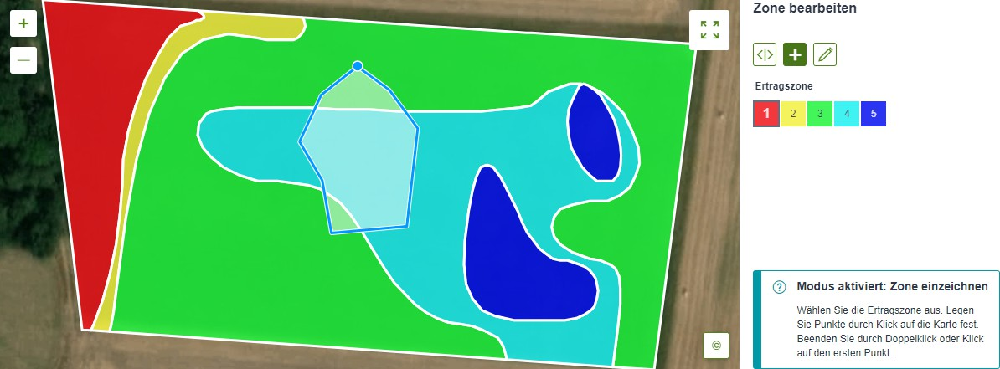 Zone bearbeiten
Ertragszone
1 2 3 4 5
Modus aktiviert: Zone einzeichnen
Wählen Sie die Ertragszone aus. Legen
Sie Punkte durch Klick auf die Karte fest.
Beenden Sie durch Doppelklick oder Klick
auf den ersten Punkt.
©